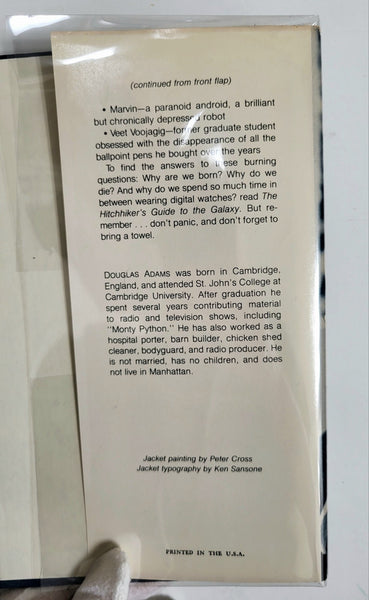 (continued from front flap)
• Marvin—a paranoid android, a brilliant
but chronically depressed robot
• Veet Voojagig—former graduate student
obsessed with the disappearance of all the
ballpoint pens he bought over the years
To find the answers to these burning
questions: Why are we born? Why do we
die? And why do we spend so much time in
between wearing digital watches? read The
Hitchhiker's Guide to the Galaxy. But re-
member . . . don't panic, and don't forget to
bring a towel.
DOUGLAS ADAMS was born in Cambridge,
England, and attended St. John's College at
Cambridge University. After graduation he
spent several years contributing material
to radio and television shows, including
"Monty Python." He has also worked as a
hospital porter, barn builder, chicken shed
cleaner, bodyguard, and radio producer. He
is not married, has no children, and does
not live in Manhattan.
Jacket painting by Peter Cross
Jacket typography by Ken Sansone
PRINTED IN THE U.S.A.